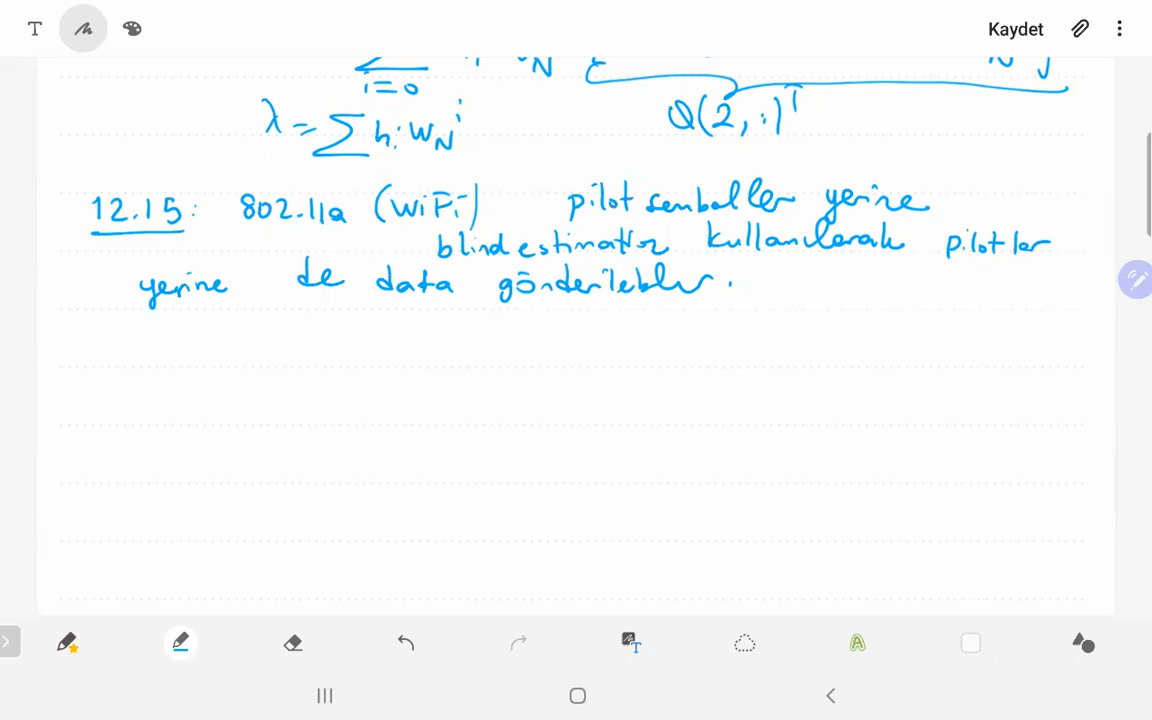 T Kaydet
i=0
λ = Σ hᵢ W_N^i Q(2,:)^T
12.15: 802.11a (WiFi) pilot semboller yerine
blind estimator kullanılarak pilotlar
yerine de data gönderilebilir.